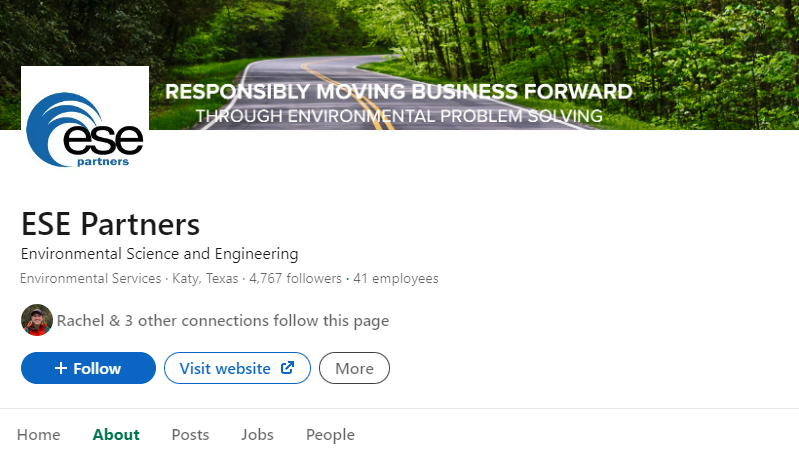 RESPONSIBLY MOVING BUSINESS FORWARD
THROUGH ENVIRONMENTAL PROBLEM SOLVING
ese
partners
ESE Partners
Environmental Science and Engineering
Environmental Services · Katy, Texas · 4,767 followers · 41 employees
Rachel & 3 other connections follow this page
+ Follow
Visit website
More
Home About Posts Jobs People